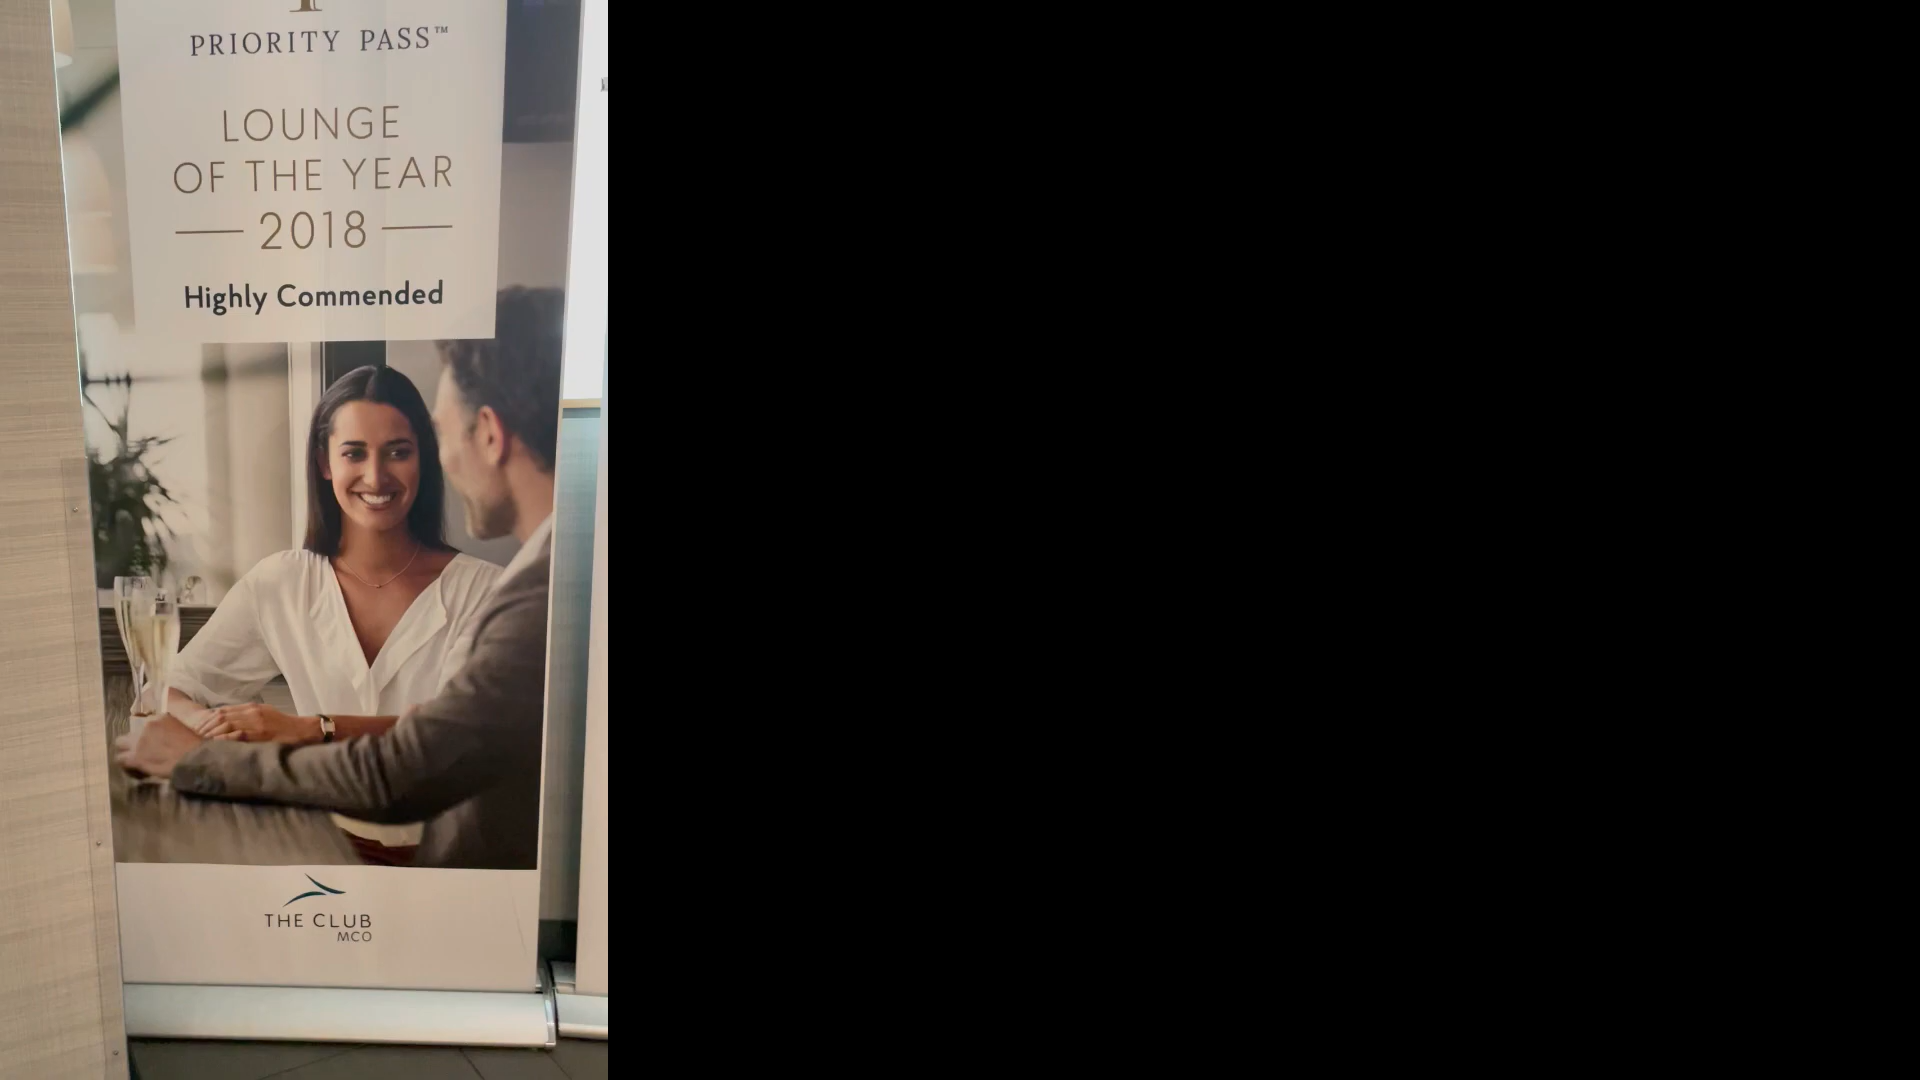 PRIORITY PASS™
LOUNGE
OF THE YEAR
2018
Highly Commended
THE CLUB
MCO